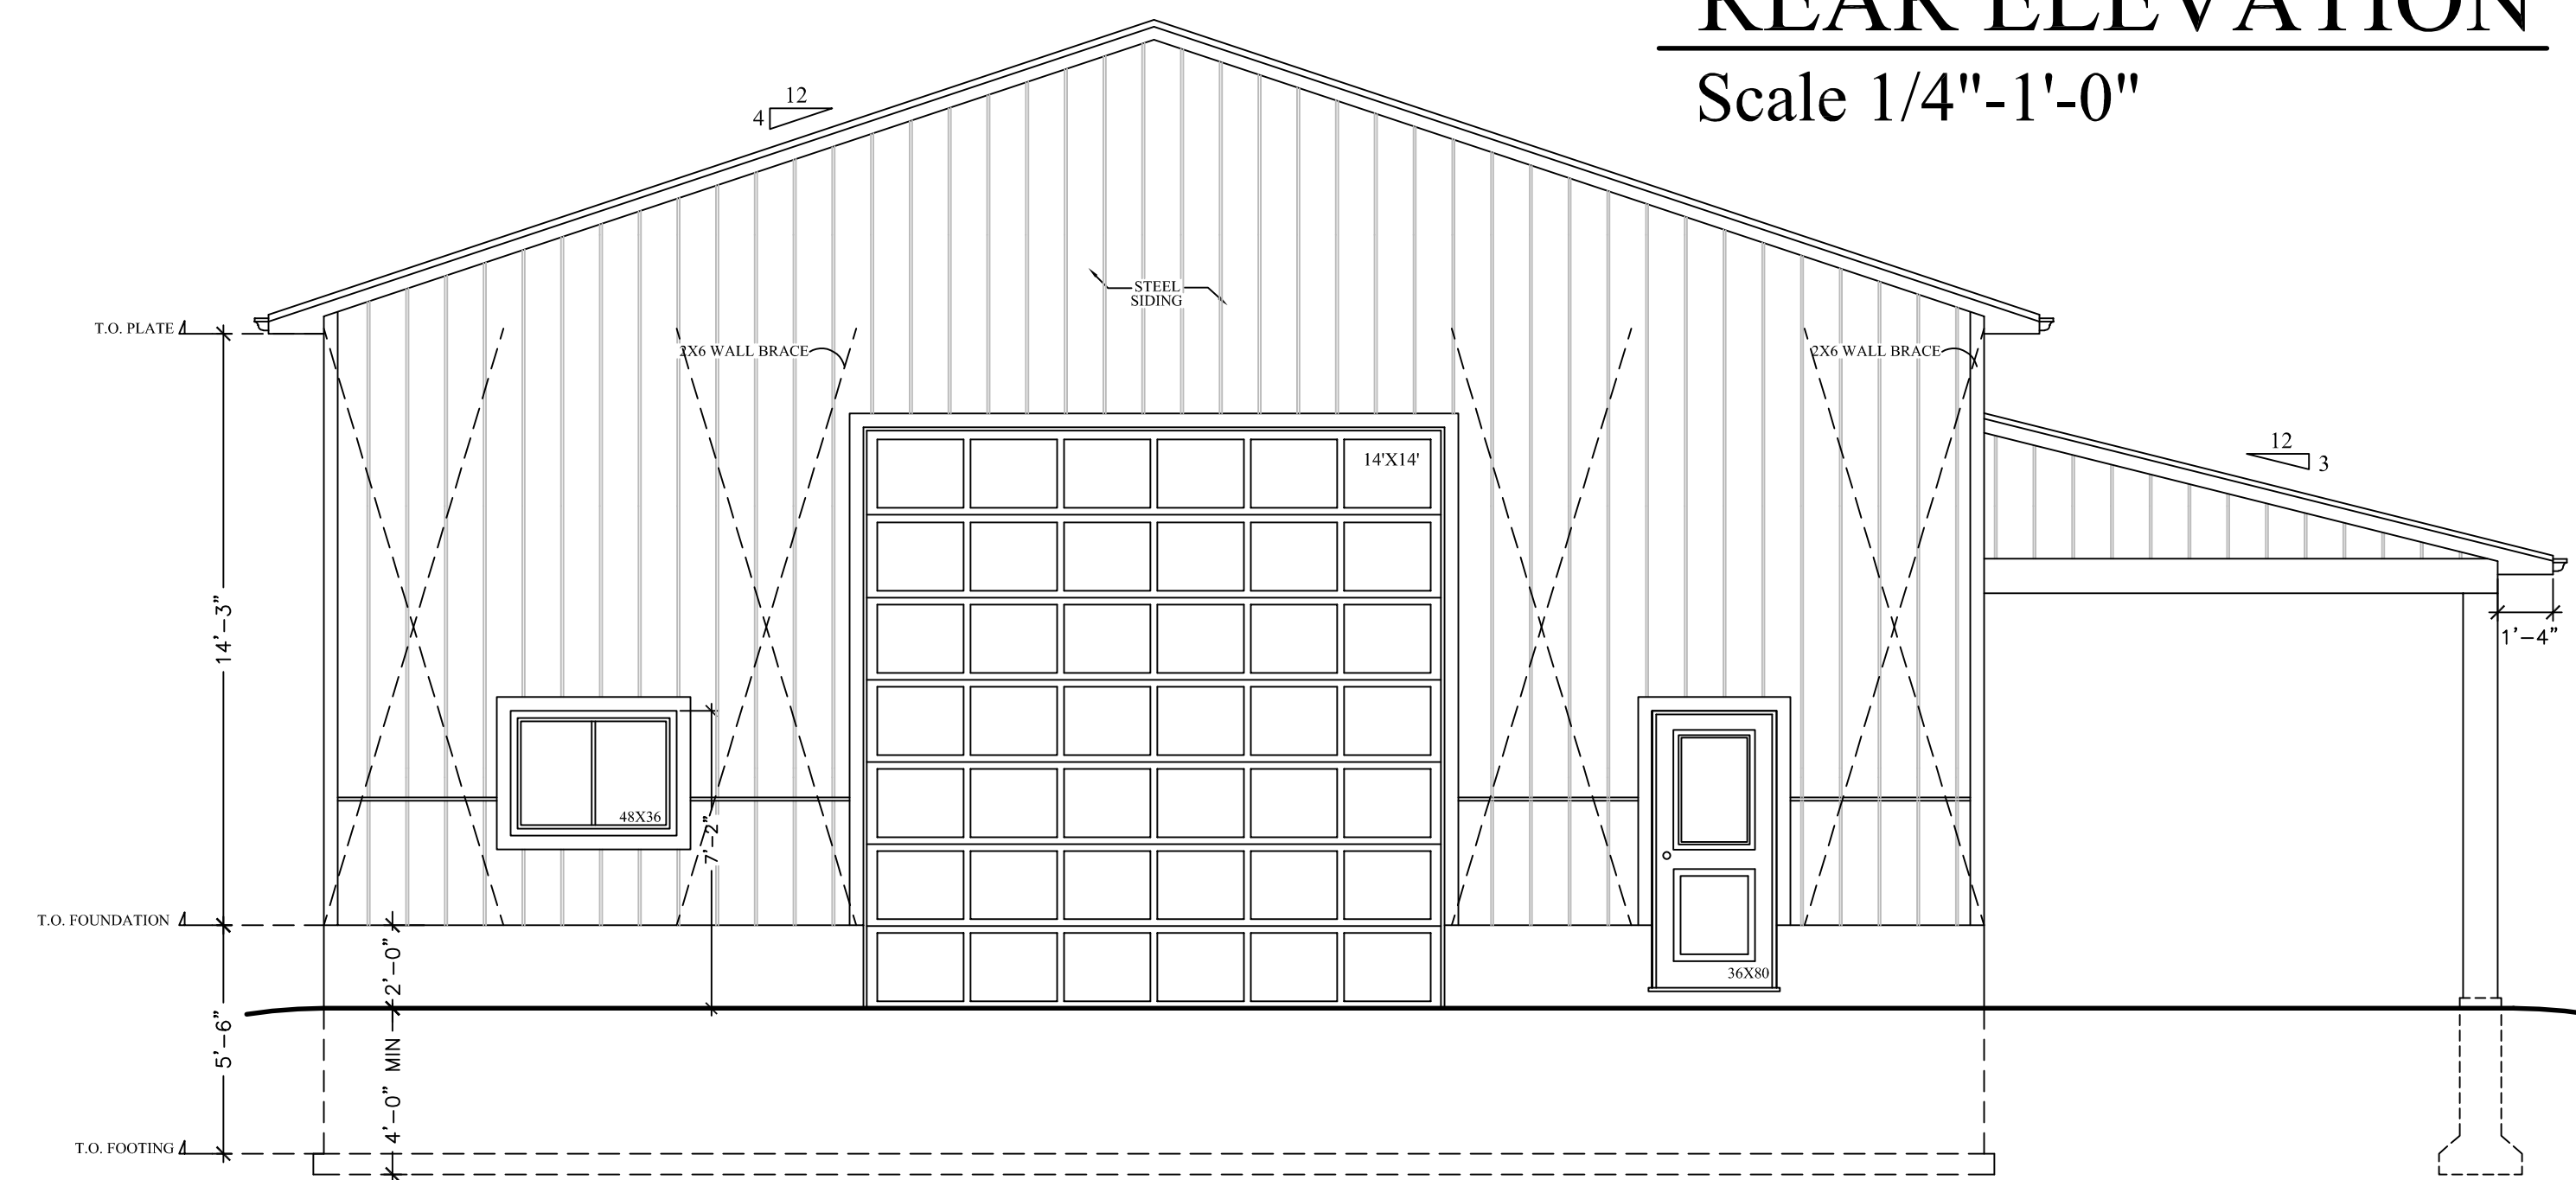 REAR ELEVATION
Scale 1/4"-1'-0"
12
4
STEEL
SIDING
T.O. PLATE
2X6 WALL BRACE
2X6 WALL BRACE
12
3
14'X14'
14'-3"
1'-4"
48X36
7'-2"
T.O. FOUNDATION
2'-0"
36X80
5'-6"
4'-0" MIN
T.O. FOOTING